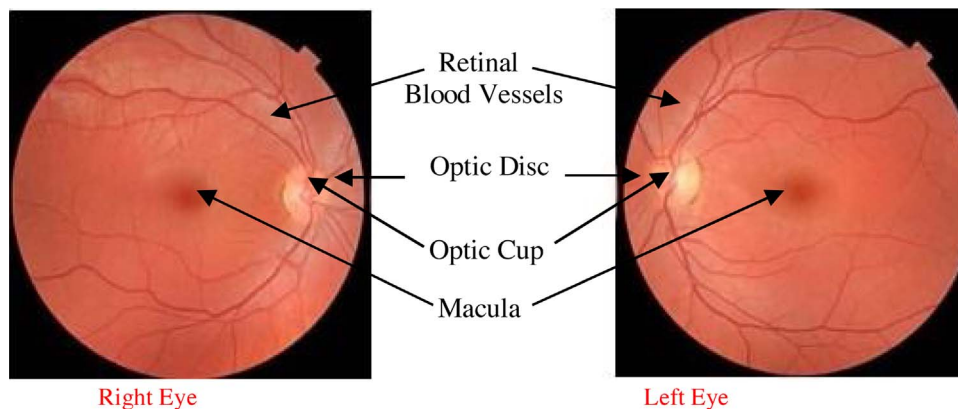 Retinal
Blood Vessels
Optic Disc
Optic Cup
Macula
Right Eye
Left Eye